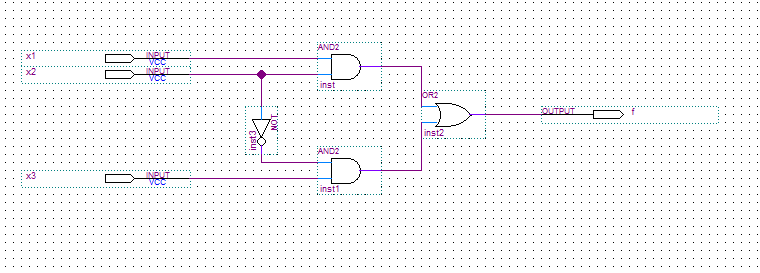 AND2
x1 INPUT
VCC
x2 INPUT
VCC
inst
OR2
OUTPUT f
NOT
inst3
inst2
AND2
x3 INPUT
VCC
inst1